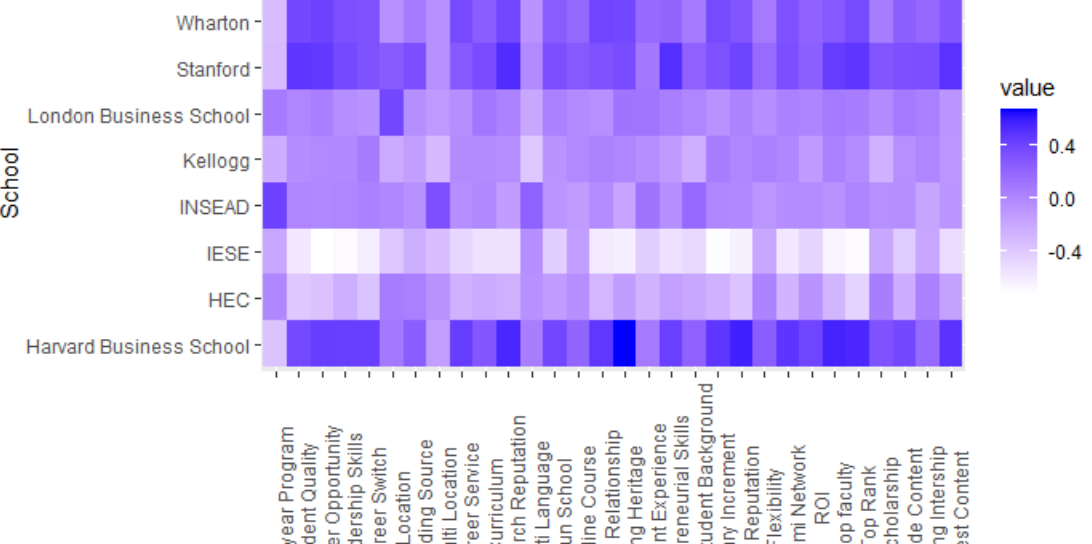 Wharton
Stanford
London Business School
Kellogg
INSEAD
IESE
HEC
Harvard Business School
School
value
0.4
0.0
-0.4
year Program
dent Quality
er Opportunity
dership Skills
reer Switch
Location
ding Source
lti Location
reer Service
urriculum
rch Reputation
ti Language
un School
line Course
Relationship
ng Heritage
nt Experience
reneurial Skills
tudent Background
ry Increment
Reputation
Flexibility
mi Network
ROI
op faculty
Top Rank
cholarship
de Content
ng Intership
est Content